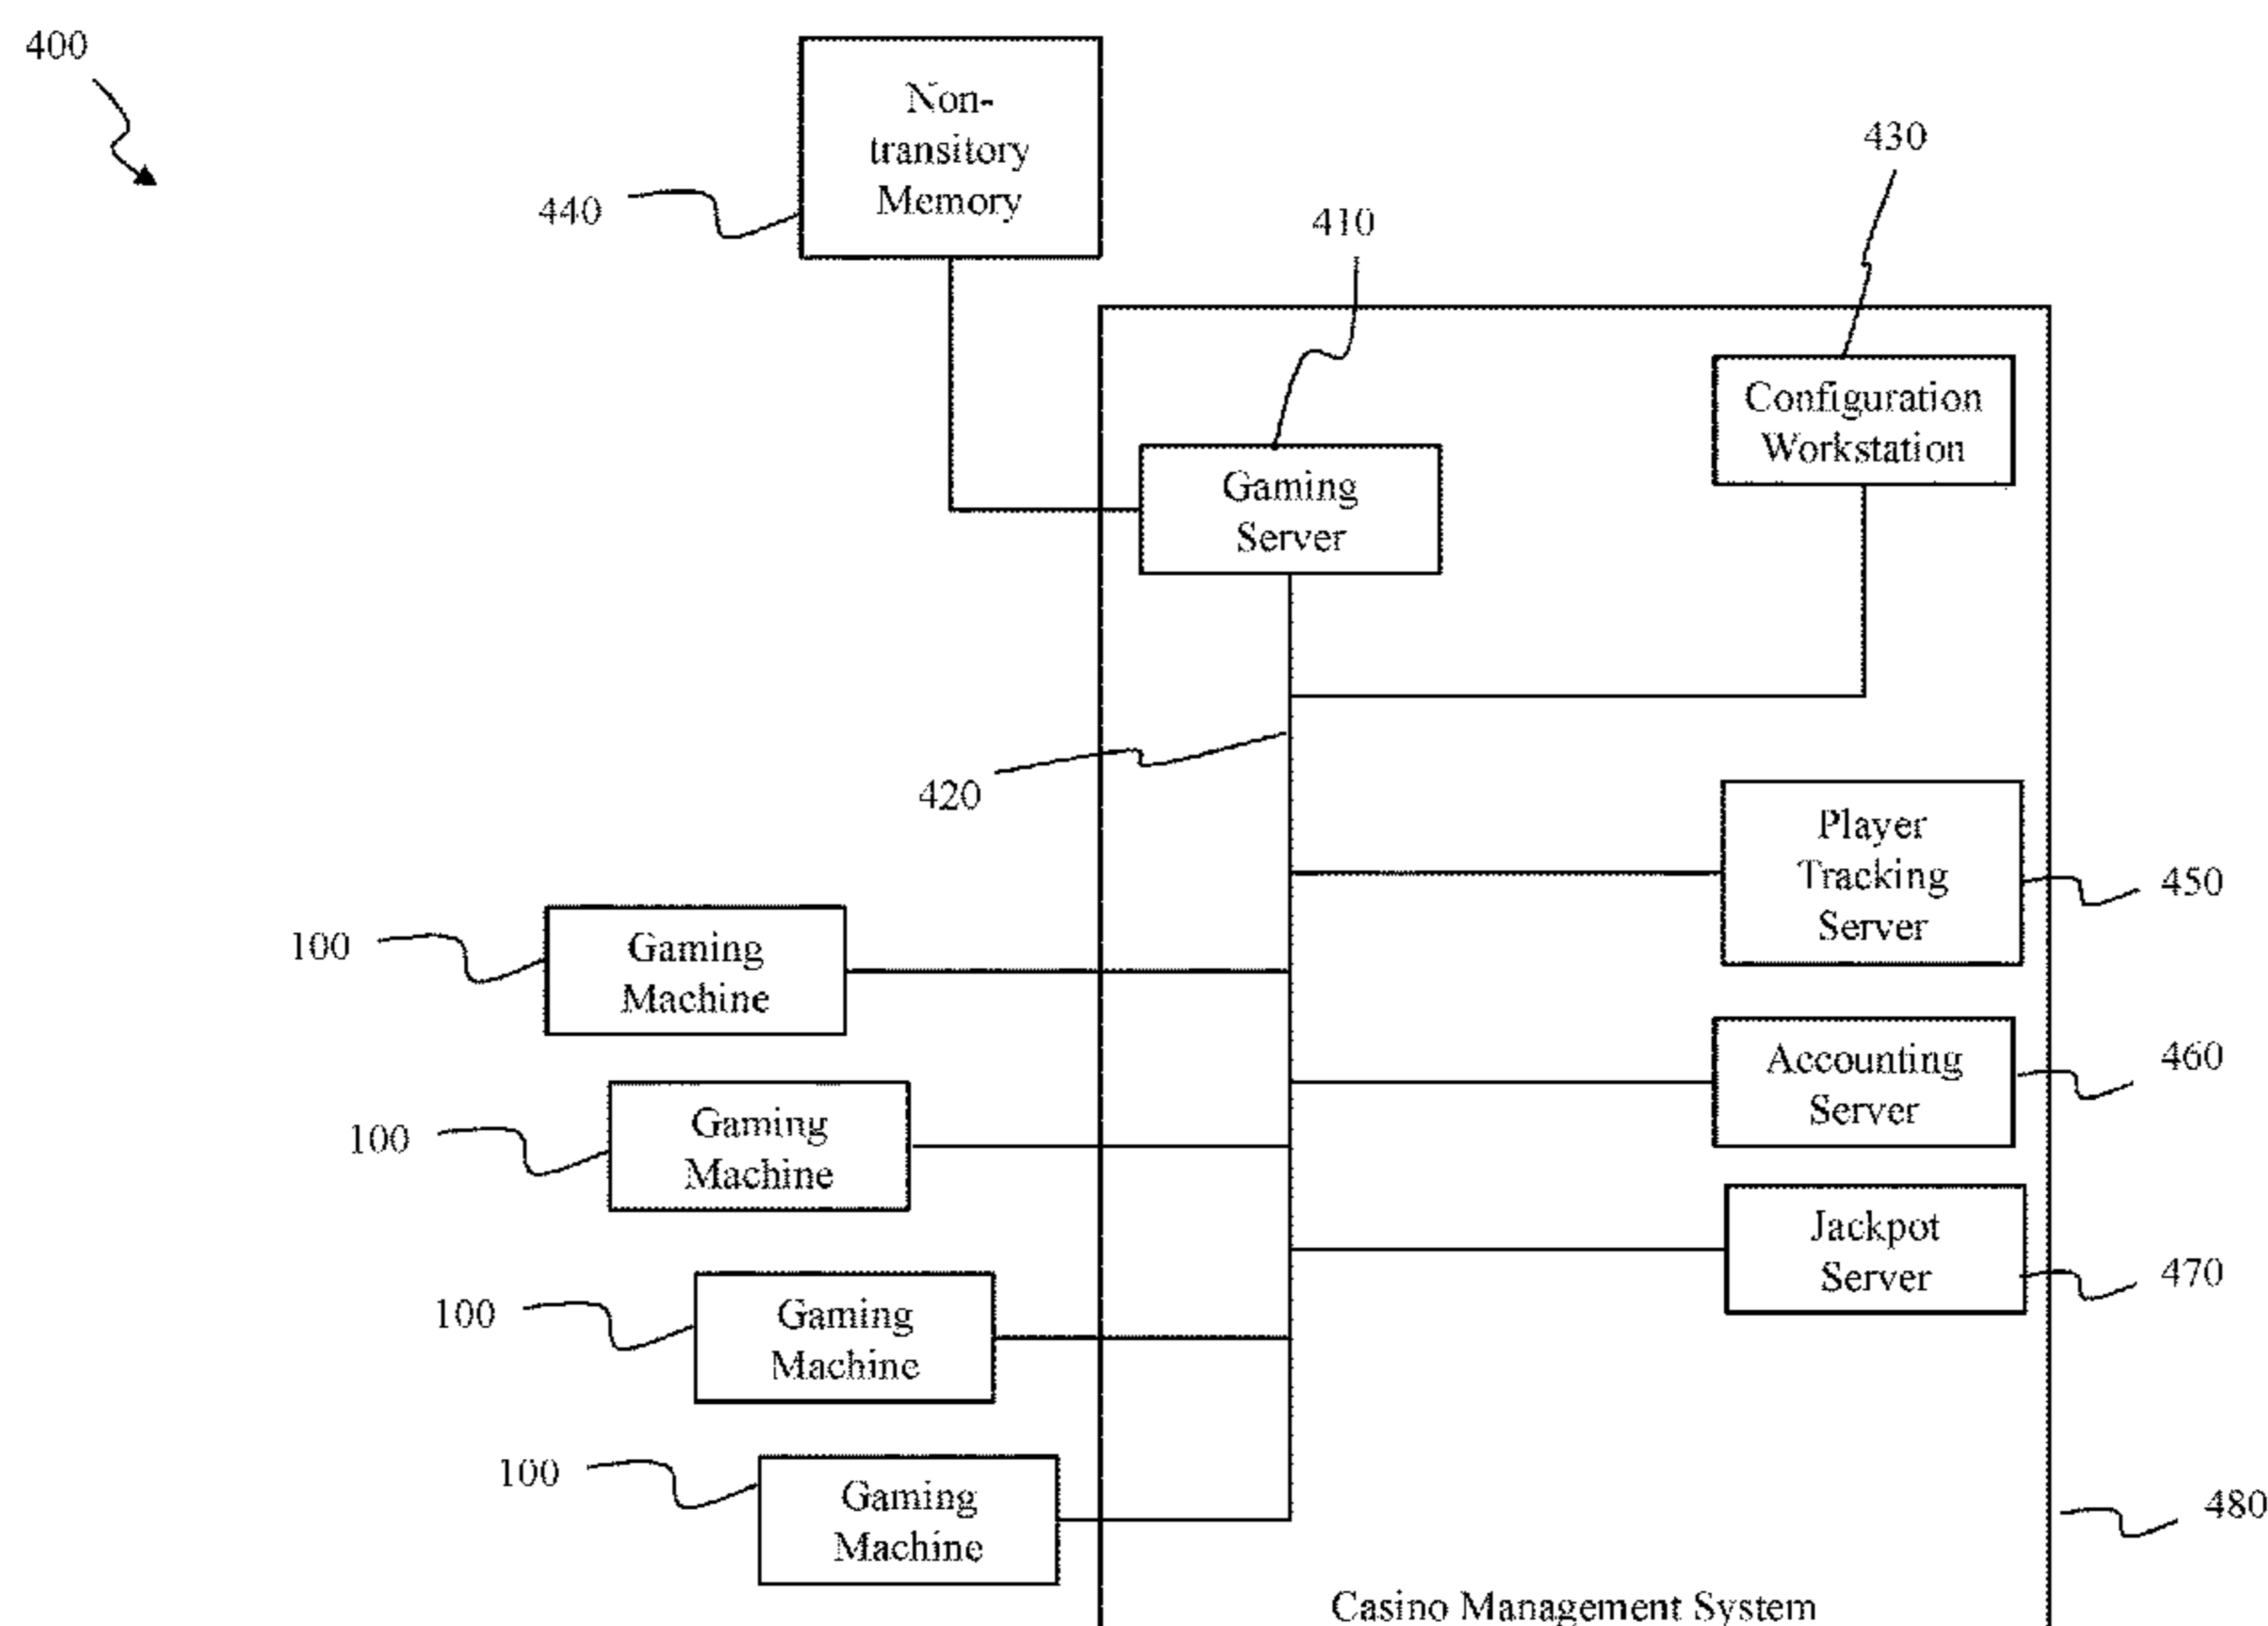 400
Non-
transitory
Memory
440
430
410
Configuration
Workstation
Gaming
Server
420
Player
Tracking
Server
450
100
Gaming
Machine
Accounting
Server
460
100
Gaming
Machine
Jackpot
Server
470
100
Gaming
Machine
100
Gaming
Machine
480
Casino Management System